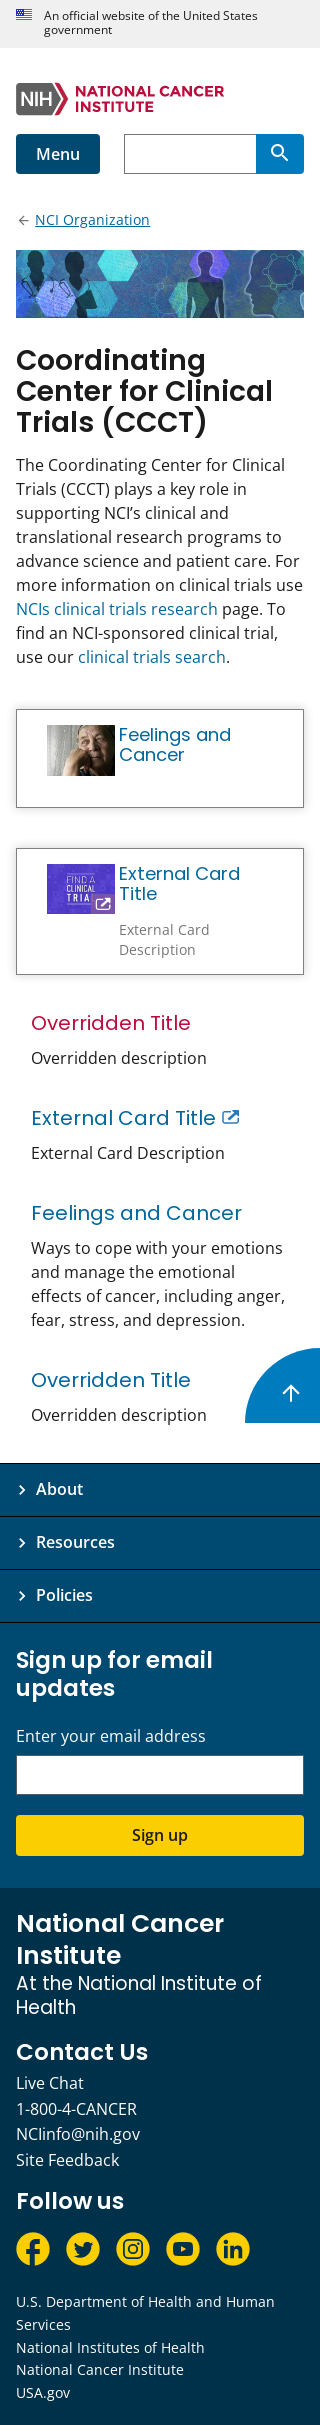 An official website of the United States
government
NIH
NATIONAL CANCER
INSTITUTE
Menu
NCI Organization
Coordinating
Center for Clinical
Trials (CCCT)
The Coordinating Center for Clinical
Trials (CCCT) plays a key role in
supporting NCI’s clinical and
translational research programs to
advance science and patient care. For
more information on clinical trials use
NCIs clinical trials research page. To
find an NCI-sponsored clinical trial,
use our clinical trials search.
Feelings and
Cancer
FIND A
CLINICAL
TRIA
External Card
Title
External Card
Description
Overridden Title
Overridden description
External Card Title
External Card Description
Feelings and Cancer
Ways to cope with your emotions
and manage the emotional
effects of cancer, including anger,
fear, stress, and depression.
Overridden Title
Overridden description
About
Resources
Policies
Sign up for email
updates
Enter your email address
Sign up
National Cancer
Institute
At the National Institute of
Health
Contact Us
Live Chat
1-800-4-CANCER
NCIinfo@nih.gov
Site Feedback
Follow us
U.S. Department of Health and Human
Services
National Institutes of Health
National Cancer Institute
USA.gov